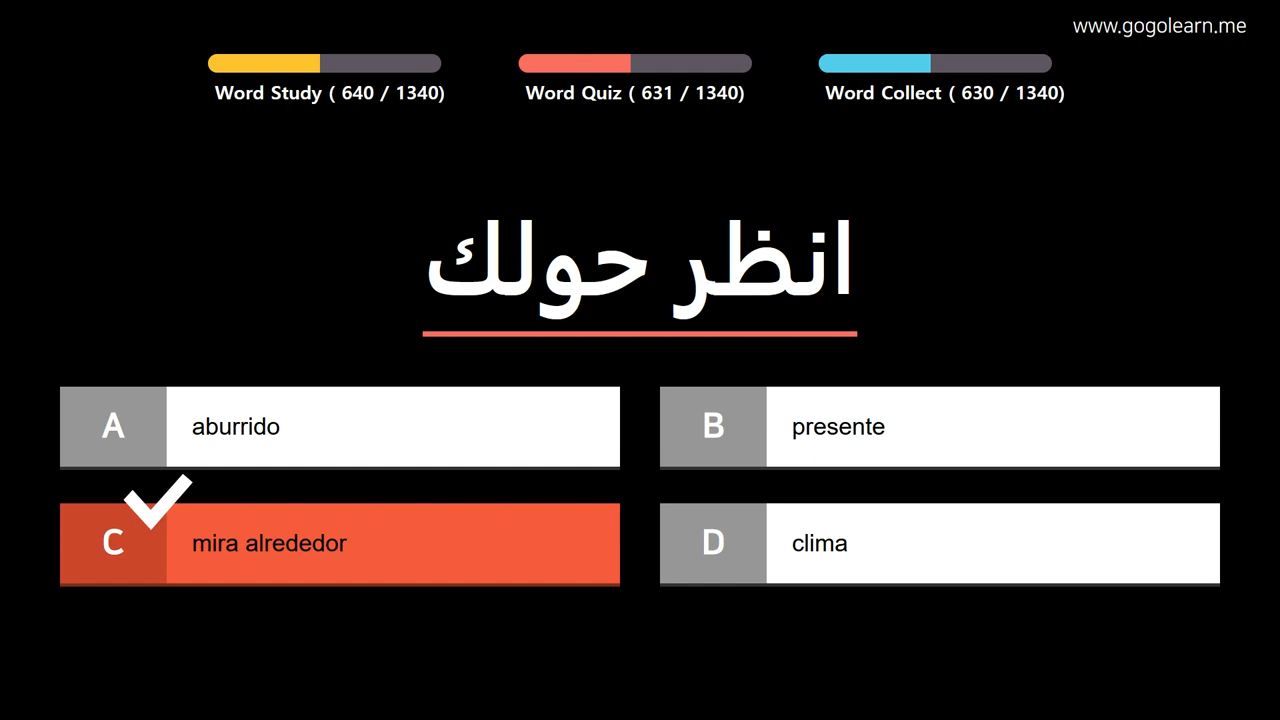 www.gogolearn.me
Word Study ( 640 / 1340)
Word Quiz ( 631 / 1340)
Word Collect ( 630 / 1340)
انظر حولك
A aburrido
B presente
C mira alrededor
D clima